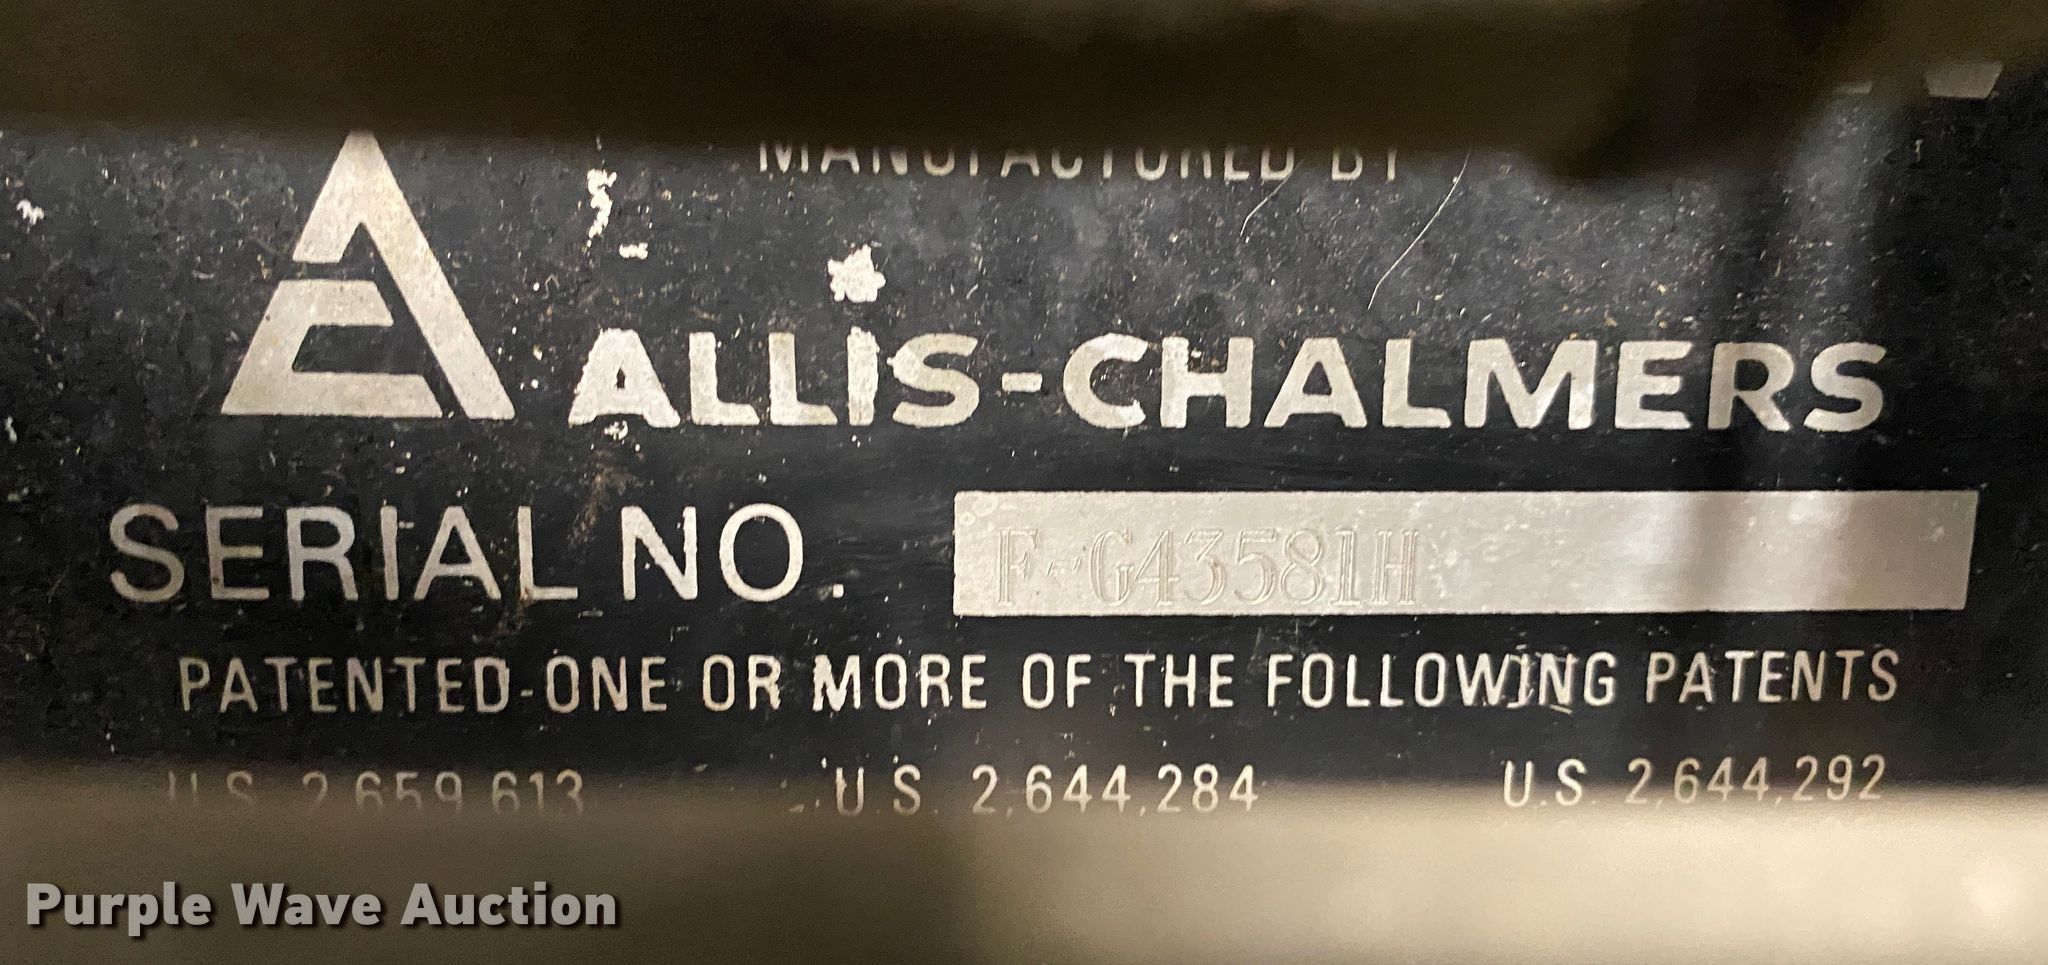 MANUFACTURED BY
ALLIS-CHALMERS
SERIAL NO. F-G43581H
PATENTED-ONE OR MORE OF THE FOLLOWING PATENTS
U.S. 2,659,613 U.S. 2,644,284 U.S. 2,644,292
Purple Wave Auction